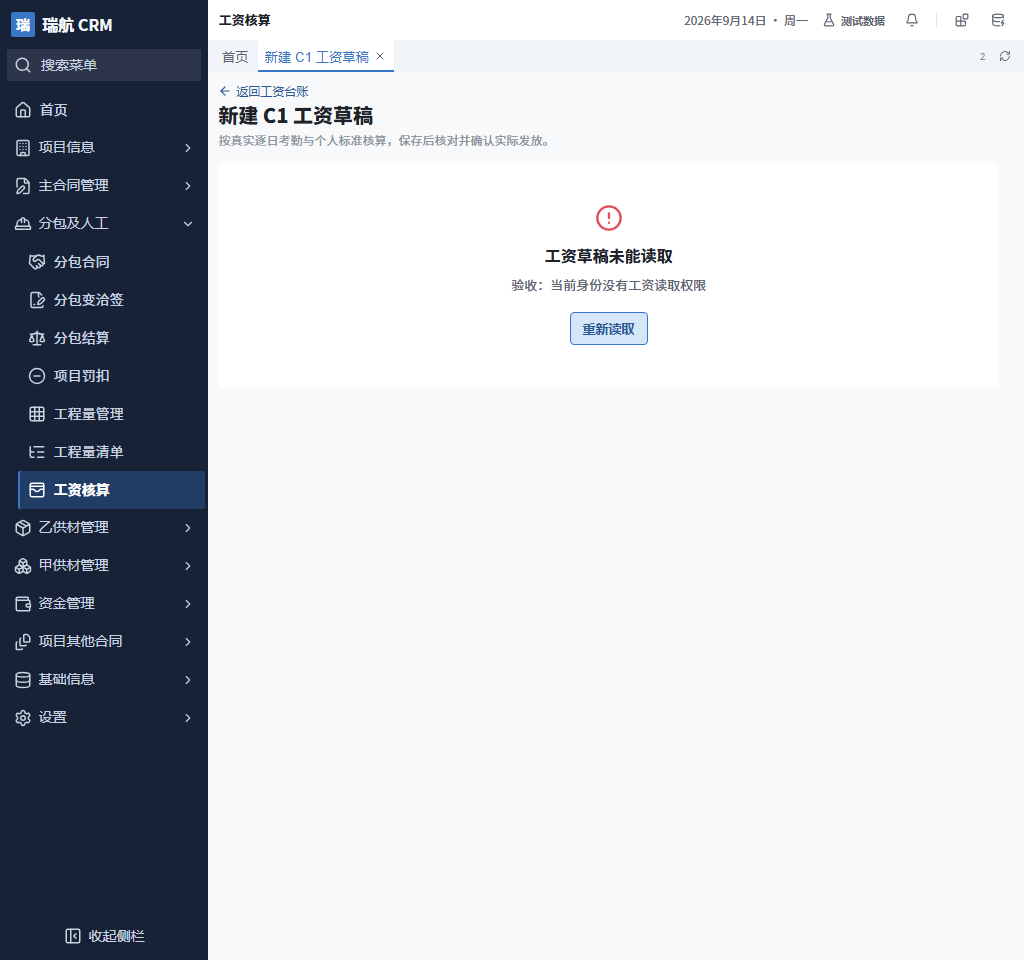 瑞 瑞航 CRM
搜索菜单
首页
项目信息
主合同管理
分包及人工
分包合同
分包变洽签
分包结算
项目罚扣
工程量管理
工程量清单
工资核算
乙供材管理
甲供材管理
资金管理
项目其他合同
基础信息
设置
收起侧栏
工资核算
2026年9月14日 · 周一 测试数据
首页 新建 C1 工资草稿 × 2
← 返回工资台账
新建 C1 工资草稿
按真实逐日考勤与个人标准核算，保存后核对并确认实际发放。
工资草稿未能读取
验收：当前身份没有工资读取权限
重新读取